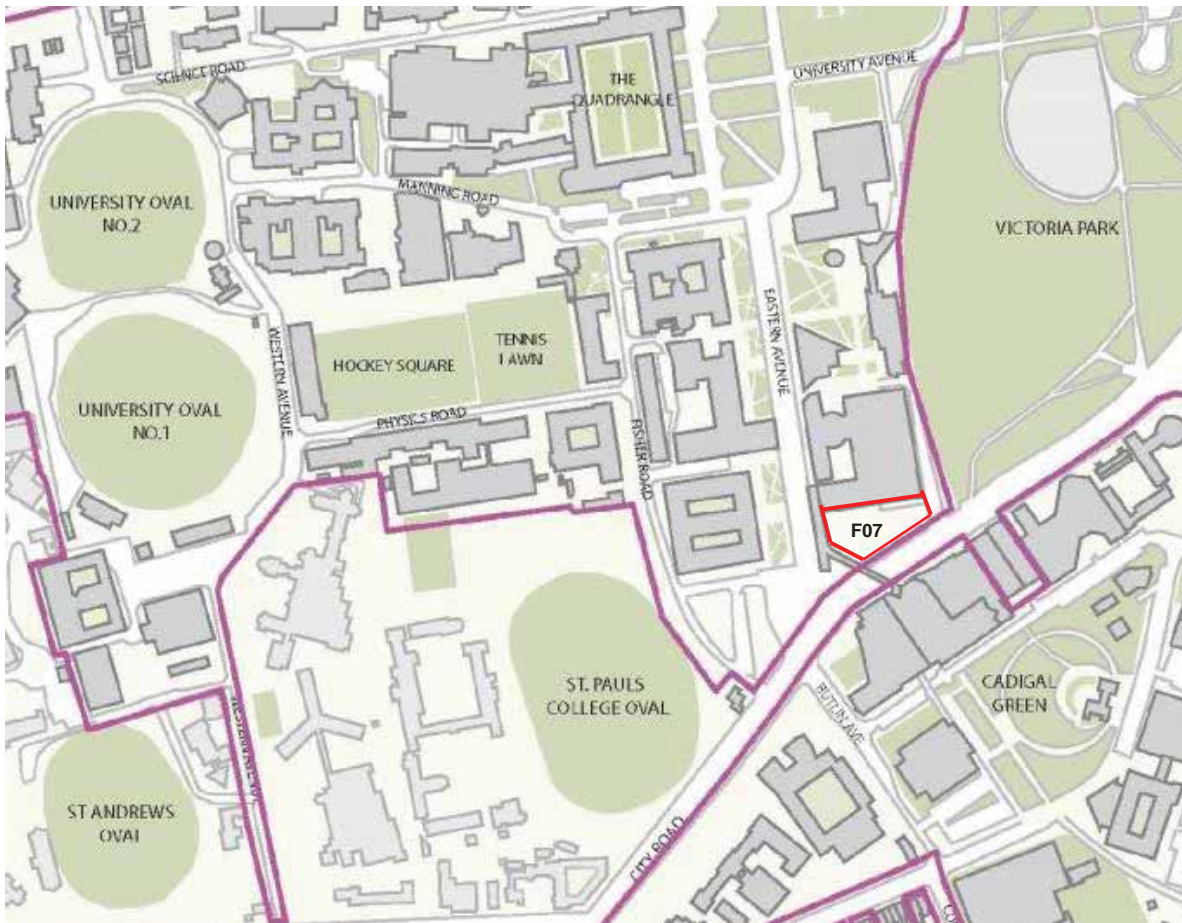 SCIENCE ROAD
THE
QUADRANGLE
UNIVERSITY AVENUE
MANNING ROAD
UNIVERSITY OVAL
NO.2
VICTORIA PARK
WESTERN AVENUE
HOCKEY SQUARE
TENNIS
LAWN
EASTERN AVENUE
UNIVERSITY OVAL
NO.1
PHYSICS ROAD
FISHER ROAD
F07
ST. PAULS
COLLEGE OVAL
CADIGAL
GREEN
BUTLIN AVE
WESTERN AVENUE
ST ANDREWS
OVAL
CITY ROAD